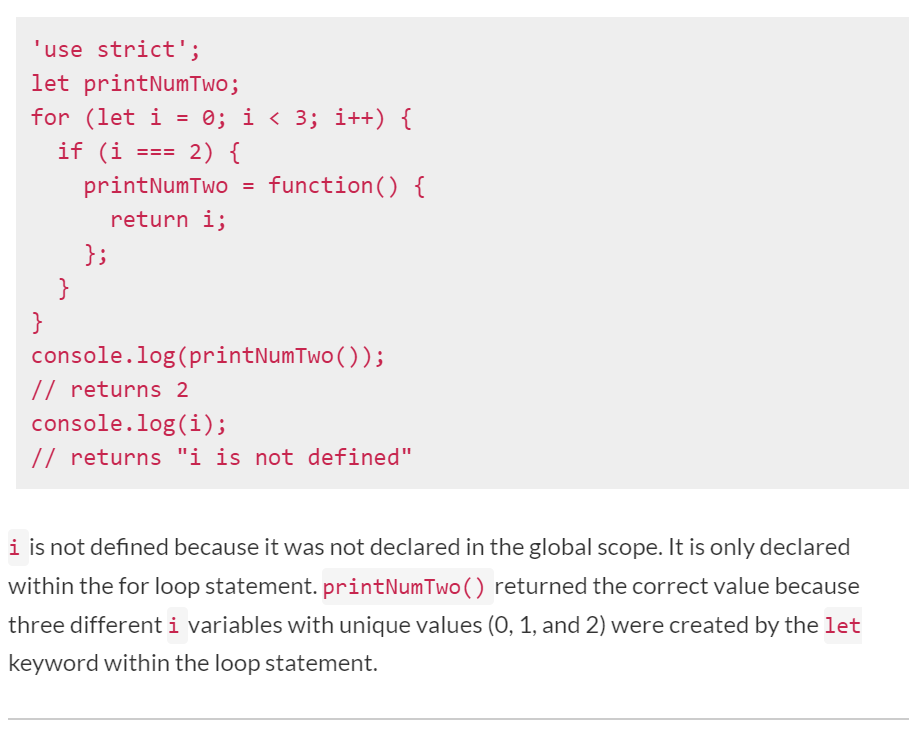 'use strict';
let printNumTwo;
for (let i = 0; i < 3; i++) {
  if (i === 2) {
    printNumTwo = function() {
      return i;
    };
  }
}
console.log(printNumTwo());
// returns 2
console.log(i);
// returns "i is not defined"
i is not defined because it was not declared in the global scope. It is only declared
within the for loop statement. printNumTwo() returned the correct value because
three different i variables with unique values (0, 1, and 2) were created by the let
keyword within the loop statement.